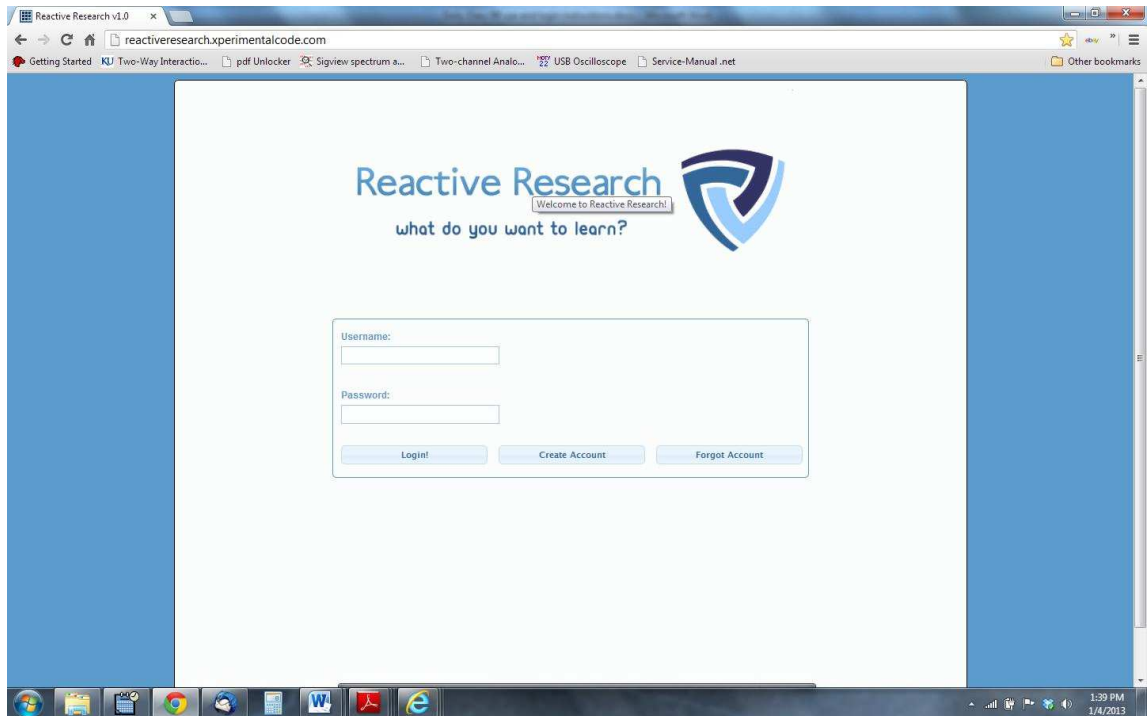 Reactive Research v1.0
reactiveresearch.xperimentalcode.com
ebay
Getting Started
KU Two-Way Interactio...
pdf Unlocker
Sigview spectrum a...
Two-channel Analo...
USB Oscilloscope
Service-Manual .net
Other bookmarks
Reactive Research
Welcome to Reactive Research!
what do you want to learn?
Username:
Password:
Login!
Create Account
Forgot Account
1:39 PM
1/4/2013